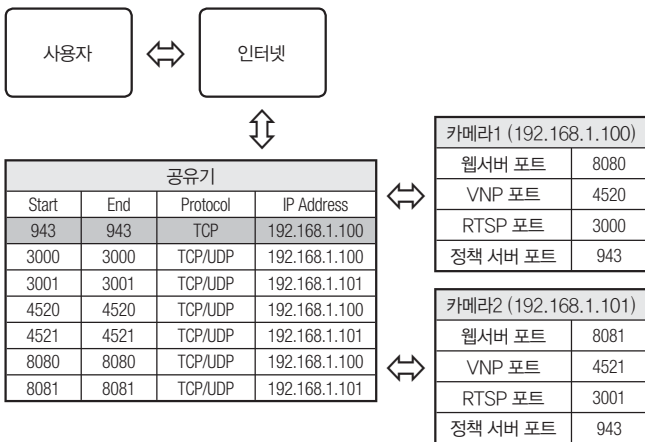 사용자
인터넷
공유기
Start End Protocol IP Address
943 943 TCP 192.168.1.100
3000 3000 TCP/UDP 192.168.1.100
3001 3001 TCP/UDP 192.168.1.101
4520 4520 TCP/UDP 192.168.1.100
4521 4521 TCP/UDP 192.168.1.101
8080 8080 TCP/UDP 192.168.1.100
8081 8081 TCP/UDP 192.168.1.101
카메라1 (192.168.1.100)
웹서버 포트 8080
VNP 포트 4520
RTSP 포트 3000
정책 서버 포트 943
카메라2 (192.168.1.101)
웹서버 포트 8081
VNP 포트 4521
RTSP 포트 3001
정책 서버 포트 943